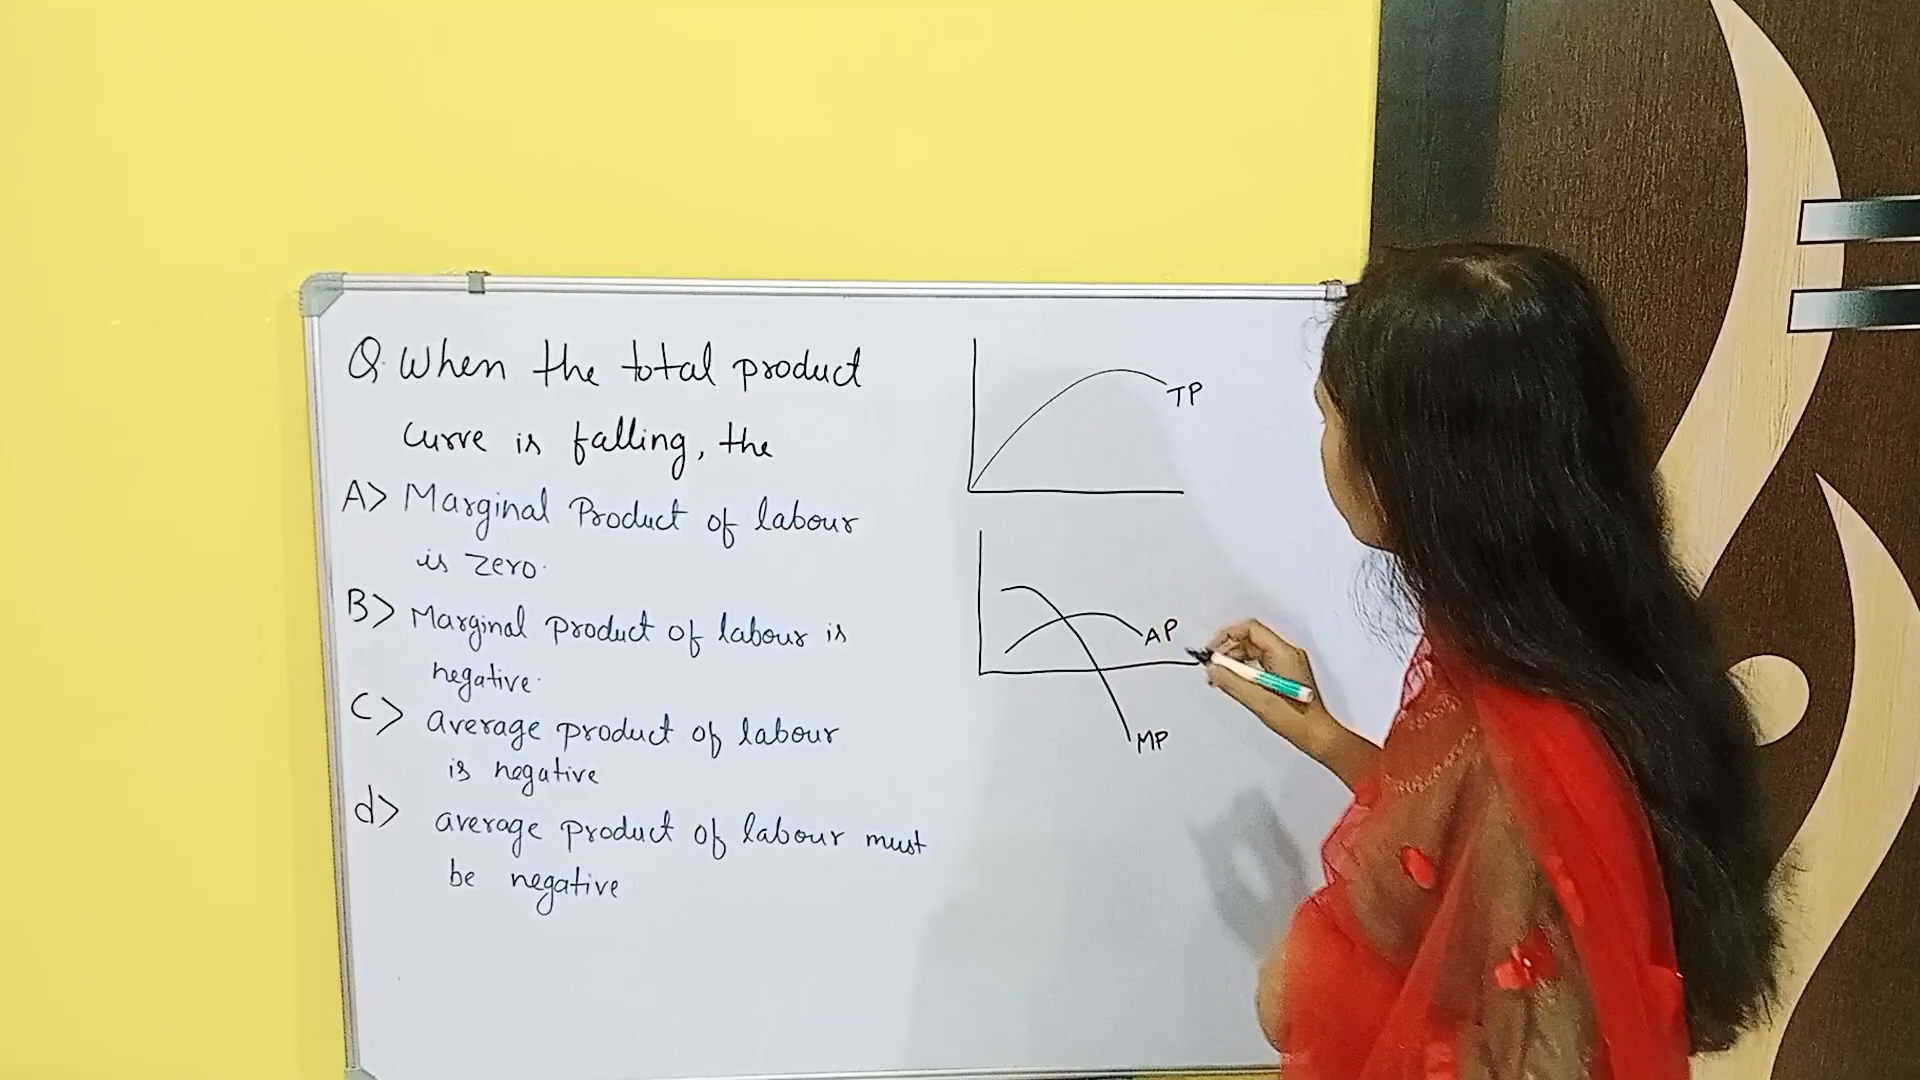 Q. When the total product
curve is falling, the
A> Marginal Product of labour
is zero.
B> Marginal product of labour is
negative.
C> average product of labour
is negative
d> average product of labour must
be negative
TP
AP
MP